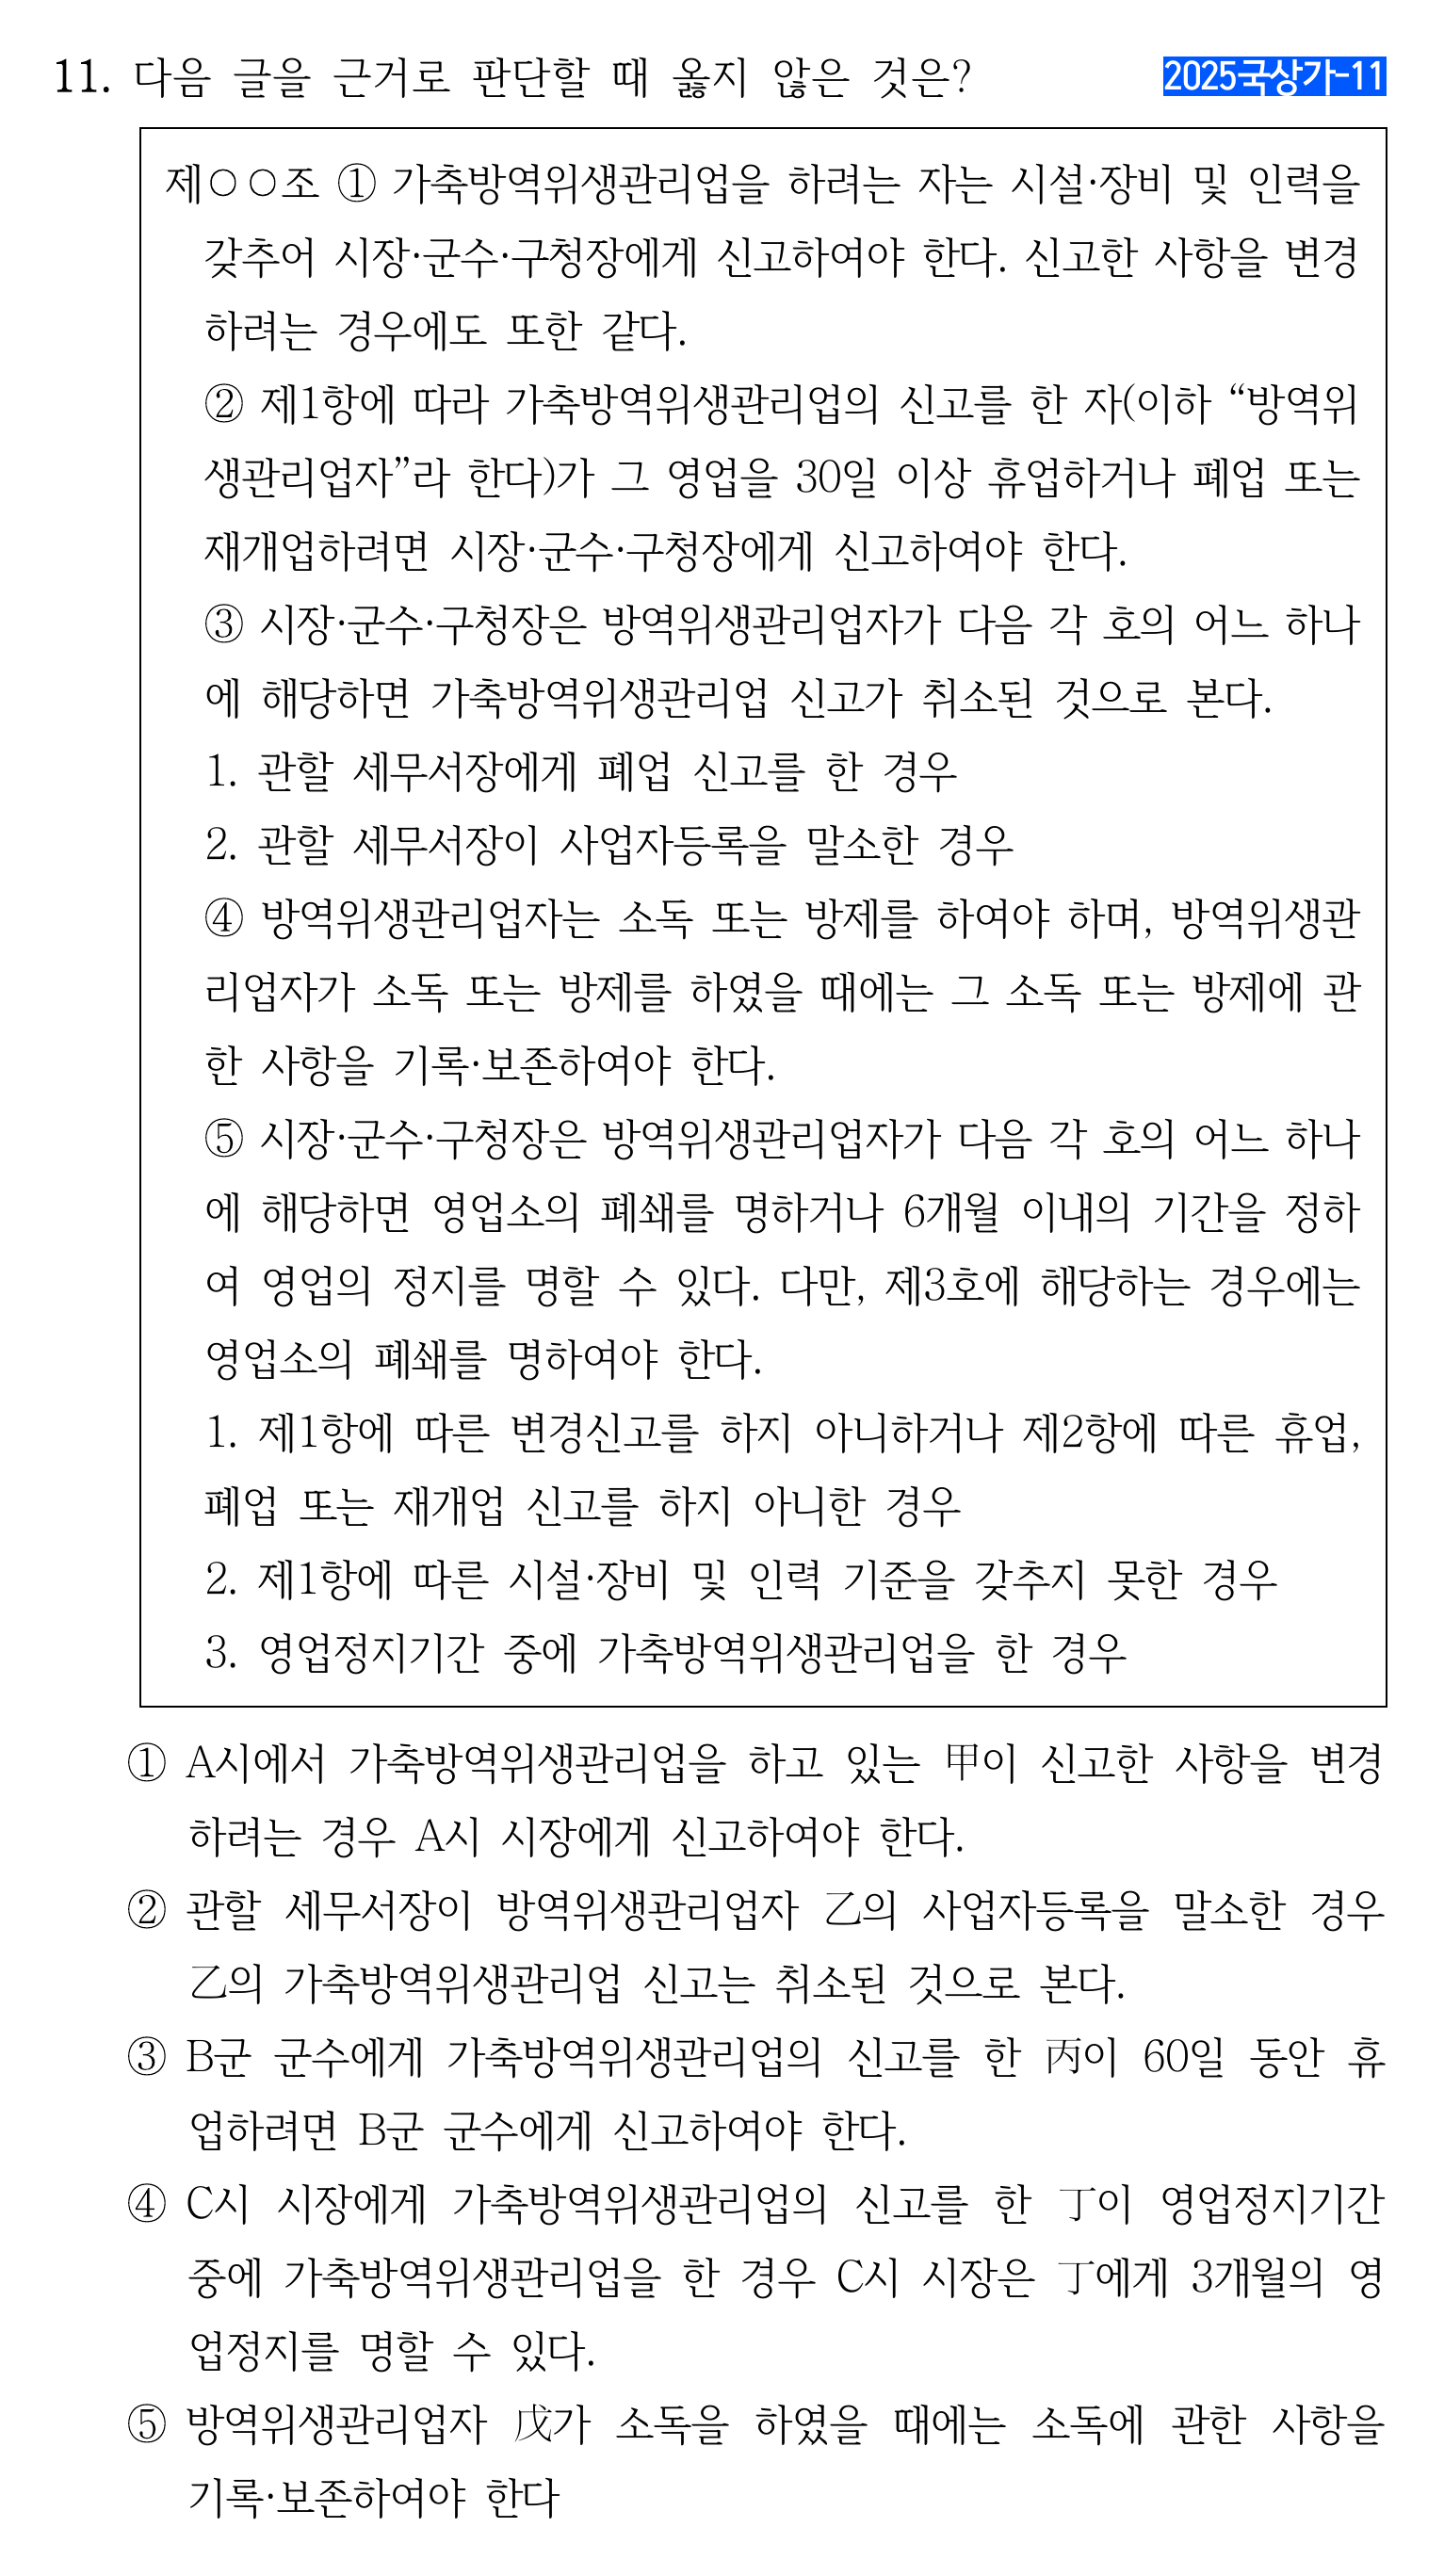 11. 다음 글을 근거로 판단할 때 옳지 않은 것은? 2025국상가-11
제○○조 ① 가축방역위생관리업을 하려는 자는 시설·장비 및 인력을
갖추어 시장·군수·구청장에게 신고하여야 한다. 신고한 사항을 변경
하려는 경우에도 또한 같다.
② 제1항에 따라 가축방역위생관리업의 신고를 한 자(이하 “방역위
생관리업자”라 한다)가 그 영업을 30일 이상 휴업하거나 폐업 또는
재개업하려면 시장·군수·구청장에게 신고하여야 한다.
③ 시장·군수·구청장은 방역위생관리업자가 다음 각 호의 어느 하나
에 해당하면 가축방역위생관리업 신고가 취소된 것으로 본다.
1. 관할 세무서장에게 폐업 신고를 한 경우
2. 관할 세무서장이 사업자등록을 말소한 경우
④ 방역위생관리업자는 소독 또는 방제를 하여야 하며, 방역위생관
리업자가 소독 또는 방제를 하였을 때에는 그 소독 또는 방제에 관
한 사항을 기록·보존하여야 한다.
⑤ 시장·군수·구청장은 방역위생관리업자가 다음 각 호의 어느 하나
에 해당하면 영업소의 폐쇄를 명하거나 6개월 이내의 기간을 정하
여 영업의 정지를 명할 수 있다. 다만, 제3호에 해당하는 경우에는
영업소의 폐쇄를 명하여야 한다.
1. 제1항에 따른 변경신고를 하지 아니하거나 제2항에 따른 휴업,
폐업 또는 재개업 신고를 하지 아니한 경우
2. 제1항에 따른 시설·장비 및 인력 기준을 갖추지 못한 경우
3. 영업정지기간 중에 가축방역위생관리업을 한 경우
① A시에서 가축방역위생관리업을 하고 있는 甲이 신고한 사항을 변경
하려는 경우 A시 시장에게 신고하여야 한다.
② 관할 세무서장이 방역위생관리업자 乙의 사업자등록을 말소한 경우
乙의 가축방역위생관리업 신고는 취소된 것으로 본다.
③ B군 군수에게 가축방역위생관리업의 신고를 한 丙이 60일 동안 휴
업하려면 B군 군수에게 신고하여야 한다.
④ C시 시장에게 가축방역위생관리업의 신고를 한 丁이 영업정지기간
중에 가축방역위생관리업을 한 경우 C시 시장은 丁에게 3개월의 영
업정지를 명할 수 있다.
⑤ 방역위생관리업자 戊가 소독을 하였을 때에는 소독에 관한 사항을
기록·보존하여야 한다